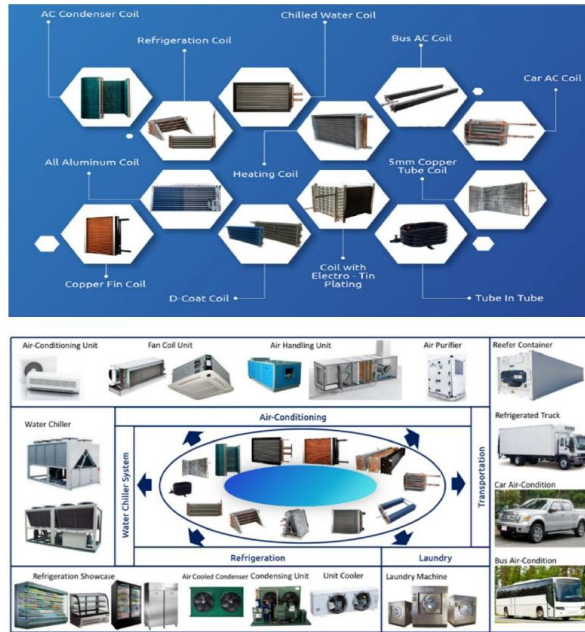 AC Condenser Coil
Chilled Water Coil
Refrigeration Coil
Bus AC Coil
Car AC Coil
All Aluminum Coil
Heating Coil
5mm Copper
Tube Coil
Copper Fin Coil
D-Coat Coil
Coil with
Electro - Tin
Plating
Tube In Tube
Air-Conditioning Unit
Fan Coil Unit
Air Handling Unit
Air Purifier
Reefer Container
Water Chiller
Air-Conditioning
Refrigerated Truck
Water Chiller System
Transportation
Car Air-Condition
Refrigeration
Laundry
Bus Air-Condition
Refrigeration Showcase
Air Cooled Condenser
Condensing Unit
Unit Cooler
Laundry Machine